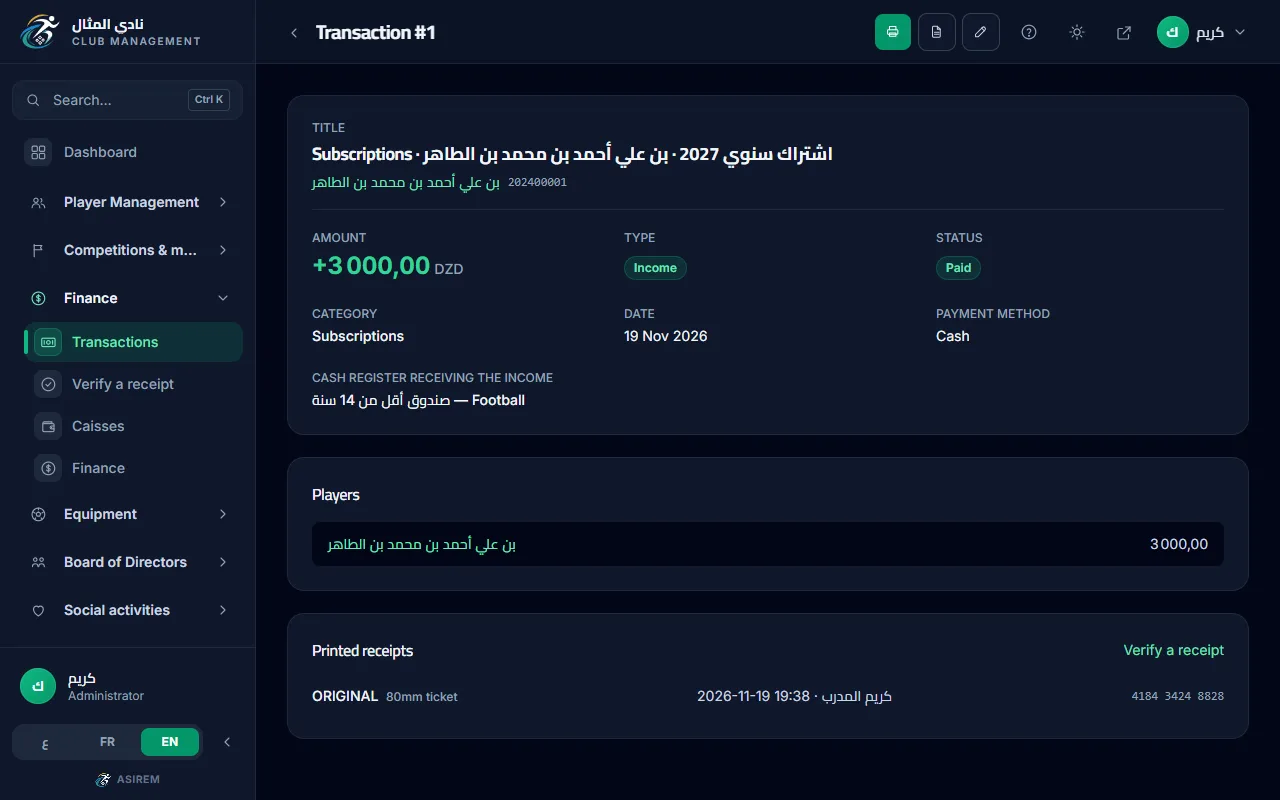 نادي المثال
CLUB MANAGEMENT
Search...
Ctrl K
Dashboard
Player Management
Competitions & m...
Finance
Transactions
Verify a receipt
Caisses
Finance
Equipment
Board of Directors
Social activities
ك
كريم
Administrator
ع
FR
EN
ASIREM
Transaction #1
ك
كريم
TITLE
Subscriptions · اشتراك سنوي 2027 · بن علي أحمد بن محمد بن الطاهر
بن علي أحمد بن محمد بن الطاهر 202400001
AMOUNT
+3 000,00 DZD
TYPE
Income
STATUS
Paid
CATEGORY
Subscriptions
DATE
19 Nov 2026
PAYMENT METHOD
Cash
CASH REGISTER RECEIVING THE INCOME
صندوق أقل من 14 سنة — Football
Players
بن علي أحمد بن محمد بن الطاهر
3 000,00
Printed receipts
Verify a receipt
ORIGINAL 80mm ticket
2026-11-19 19:38 · كريم المدرب
4184 3424 8828